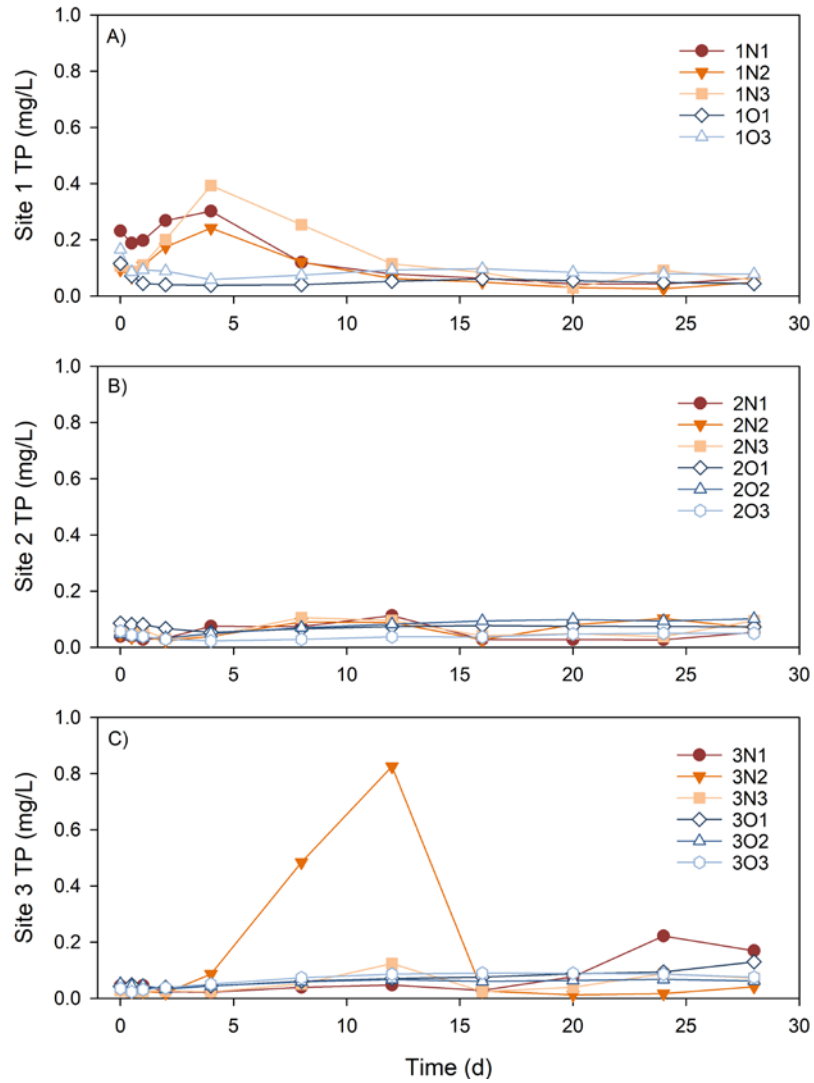 A)
Site 1 TP (mg/L)
1.0
0.8
0.6
0.4
0.2
0.0
0 5 10 15 20 25 30
1N1
1N2
1N3
1O1
1O3
B)
Site 2 TP (mg/L)
1.0
0.8
0.6
0.4
0.2
0.0
0 5 10 15 20 25 30
2N1
2N2
2N3
2O1
2O2
2O3
C)
Site 3 TP (mg/L)
1.0
0.8
0.6
0.4
0.2
0.0
0 5 10 15 20 25 30
3N1
3N2
3N3
3O1
3O2
3O3
Time (d)